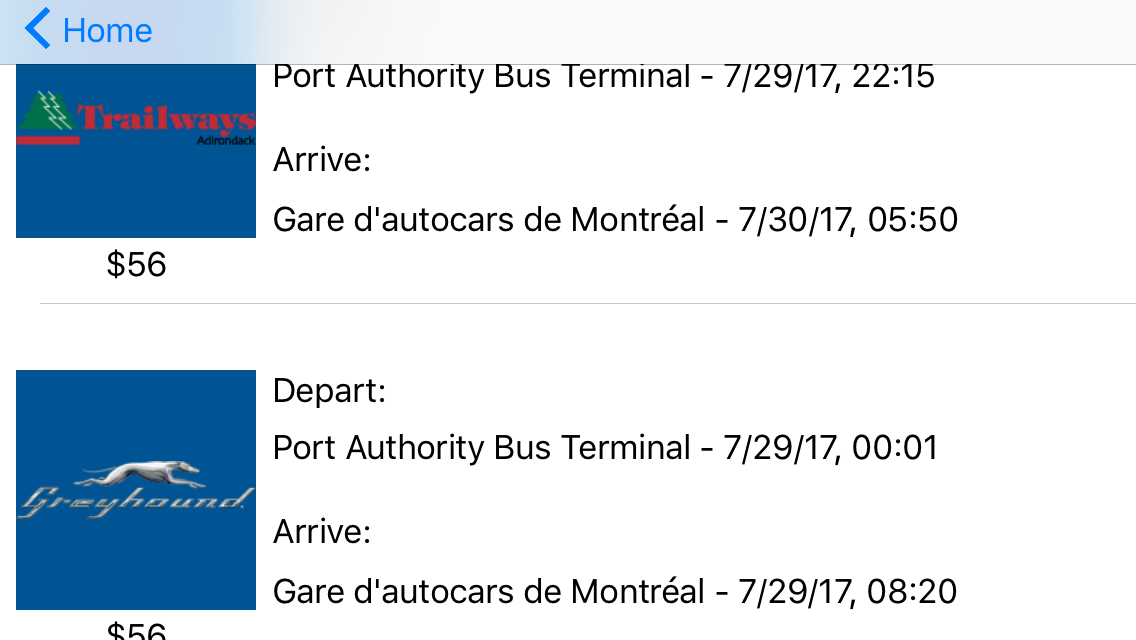 Home
Port Authority Bus Terminal - 7/29/17, 22:15
Trailways
Adirondack
Arrive:
Gare d'autocars de Montréal - 7/30/17, 05:50
$56
Depart:
Port Authority Bus Terminal - 7/29/17, 00:01
Greyhound
Arrive:
Gare d'autocars de Montréal - 7/29/17, 08:20
$56